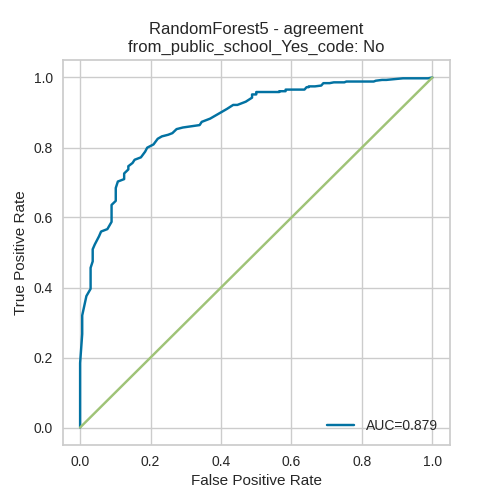 RandomForest5 - agreement
from_public_school_Yes_code: No
1.0
0.8
0.6
0.4
0.2
0.0
True Positive Rate
AUC=0.879
0.0 0.2 0.4 0.6 0.8 1.0
False Positive Rate